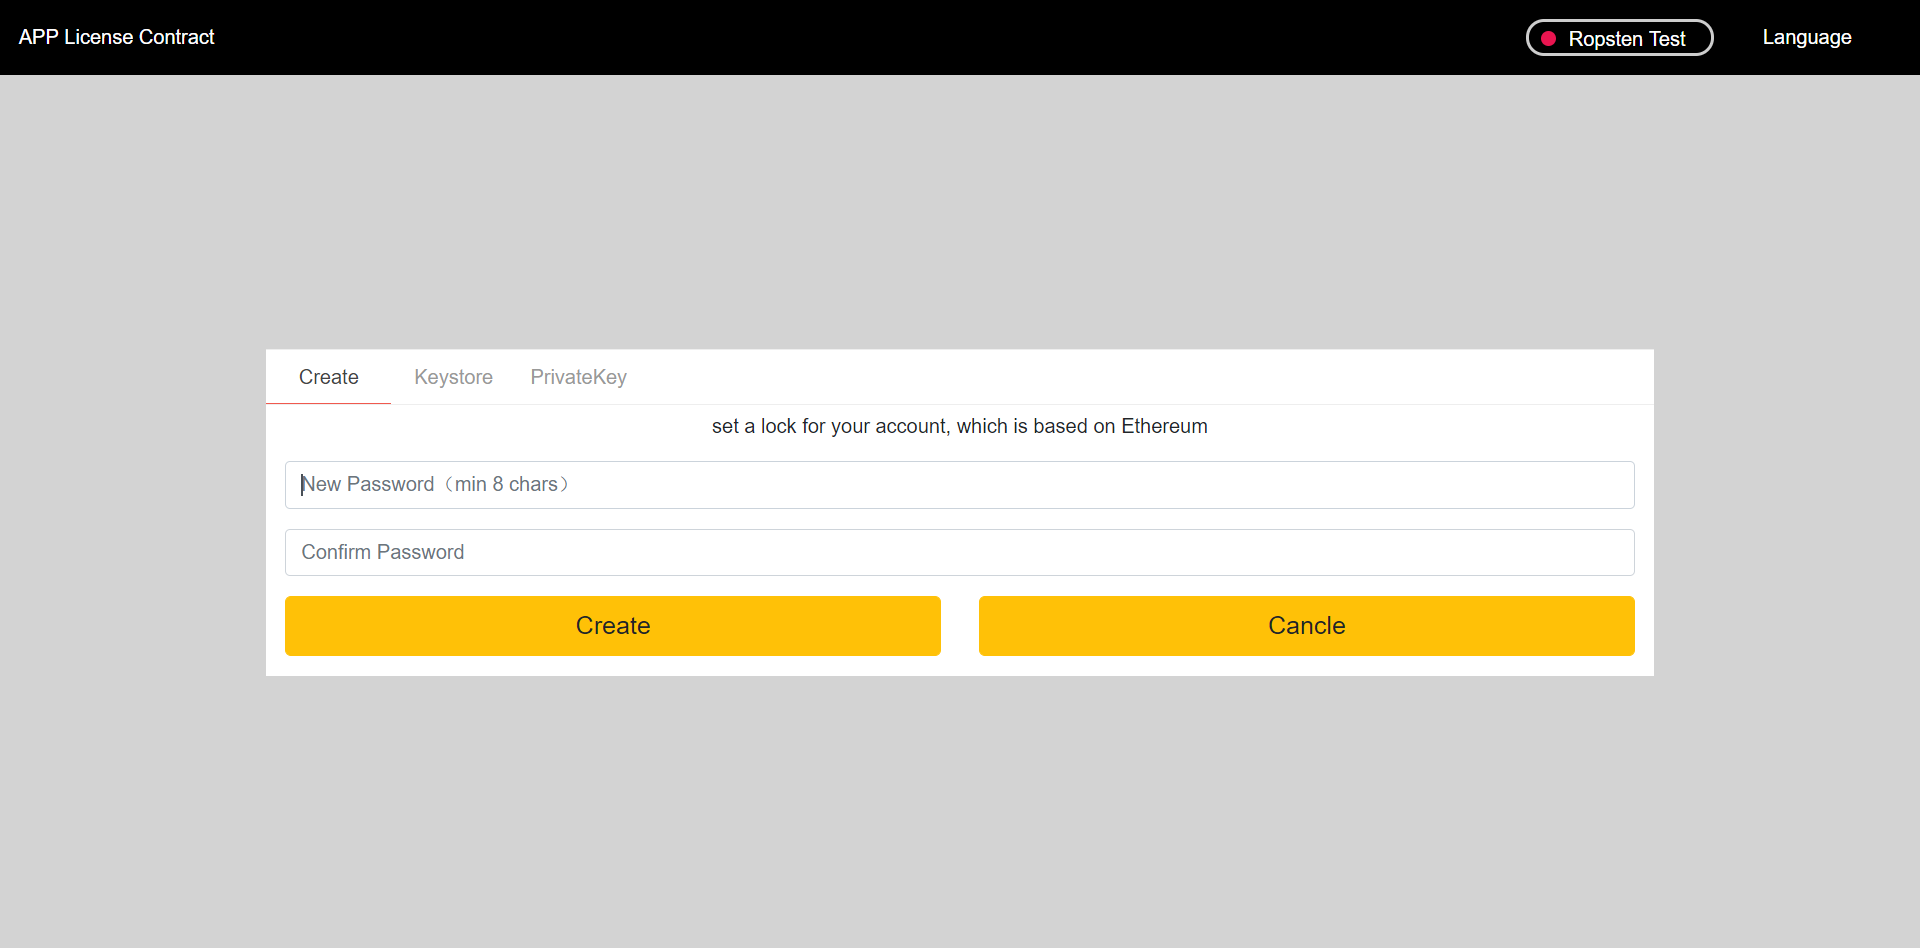 APP License Contract
Ropsten Test
Language
Create
Keystore
PrivateKey
set a lock for your account, which is based on Ethereum
New Password（min 8 chars）
Confirm Password
Create
Cancle